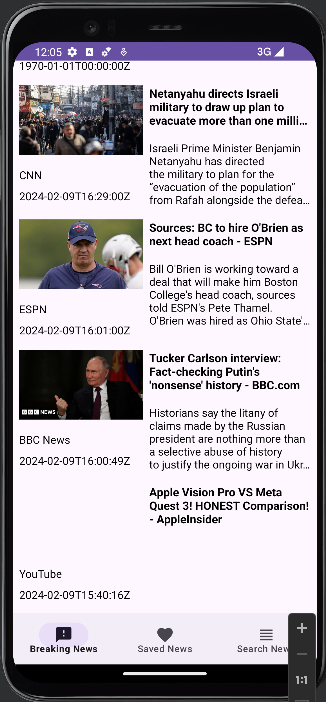 12:05
3G
1970-01-01T00:00:00Z
Netanyahu directs Israeli
military to draw up plan to
evacuate more than one milli...
Israeli Prime Minister Benjamin
Netanyahu has directed
the military to plan for the
“evacuation of the population”
from Rafah alongside the defea...
CNN
2024-02-09T16:29:00Z
Sources: BC to hire O'Brien as
next head coach - ESPN
Bill O'Brien is working toward a
deal that will make him Boston
College's head coach, sources
told ESPN's Pete Thamel.
O'Brien was hired as Ohio State'...
ESPN
2024-02-09T16:01:00Z
Tucker Carlson interview:
Fact-checking Putin's
'nonsense' history - BBC.com
Historians say the litany of
claims made by the Russian
president are nothing more than
a selective abuse of history
to justify the ongoing war in Ukr...
BBC NEWS
BBC News
2024-02-09T16:00:49Z
Apple Vision Pro VS Meta
Quest 3! HONEST Comparison!
- AppleInsider
YouTube
2024-02-09T15:40:16Z
Breaking News
Saved News
Search New
1:1